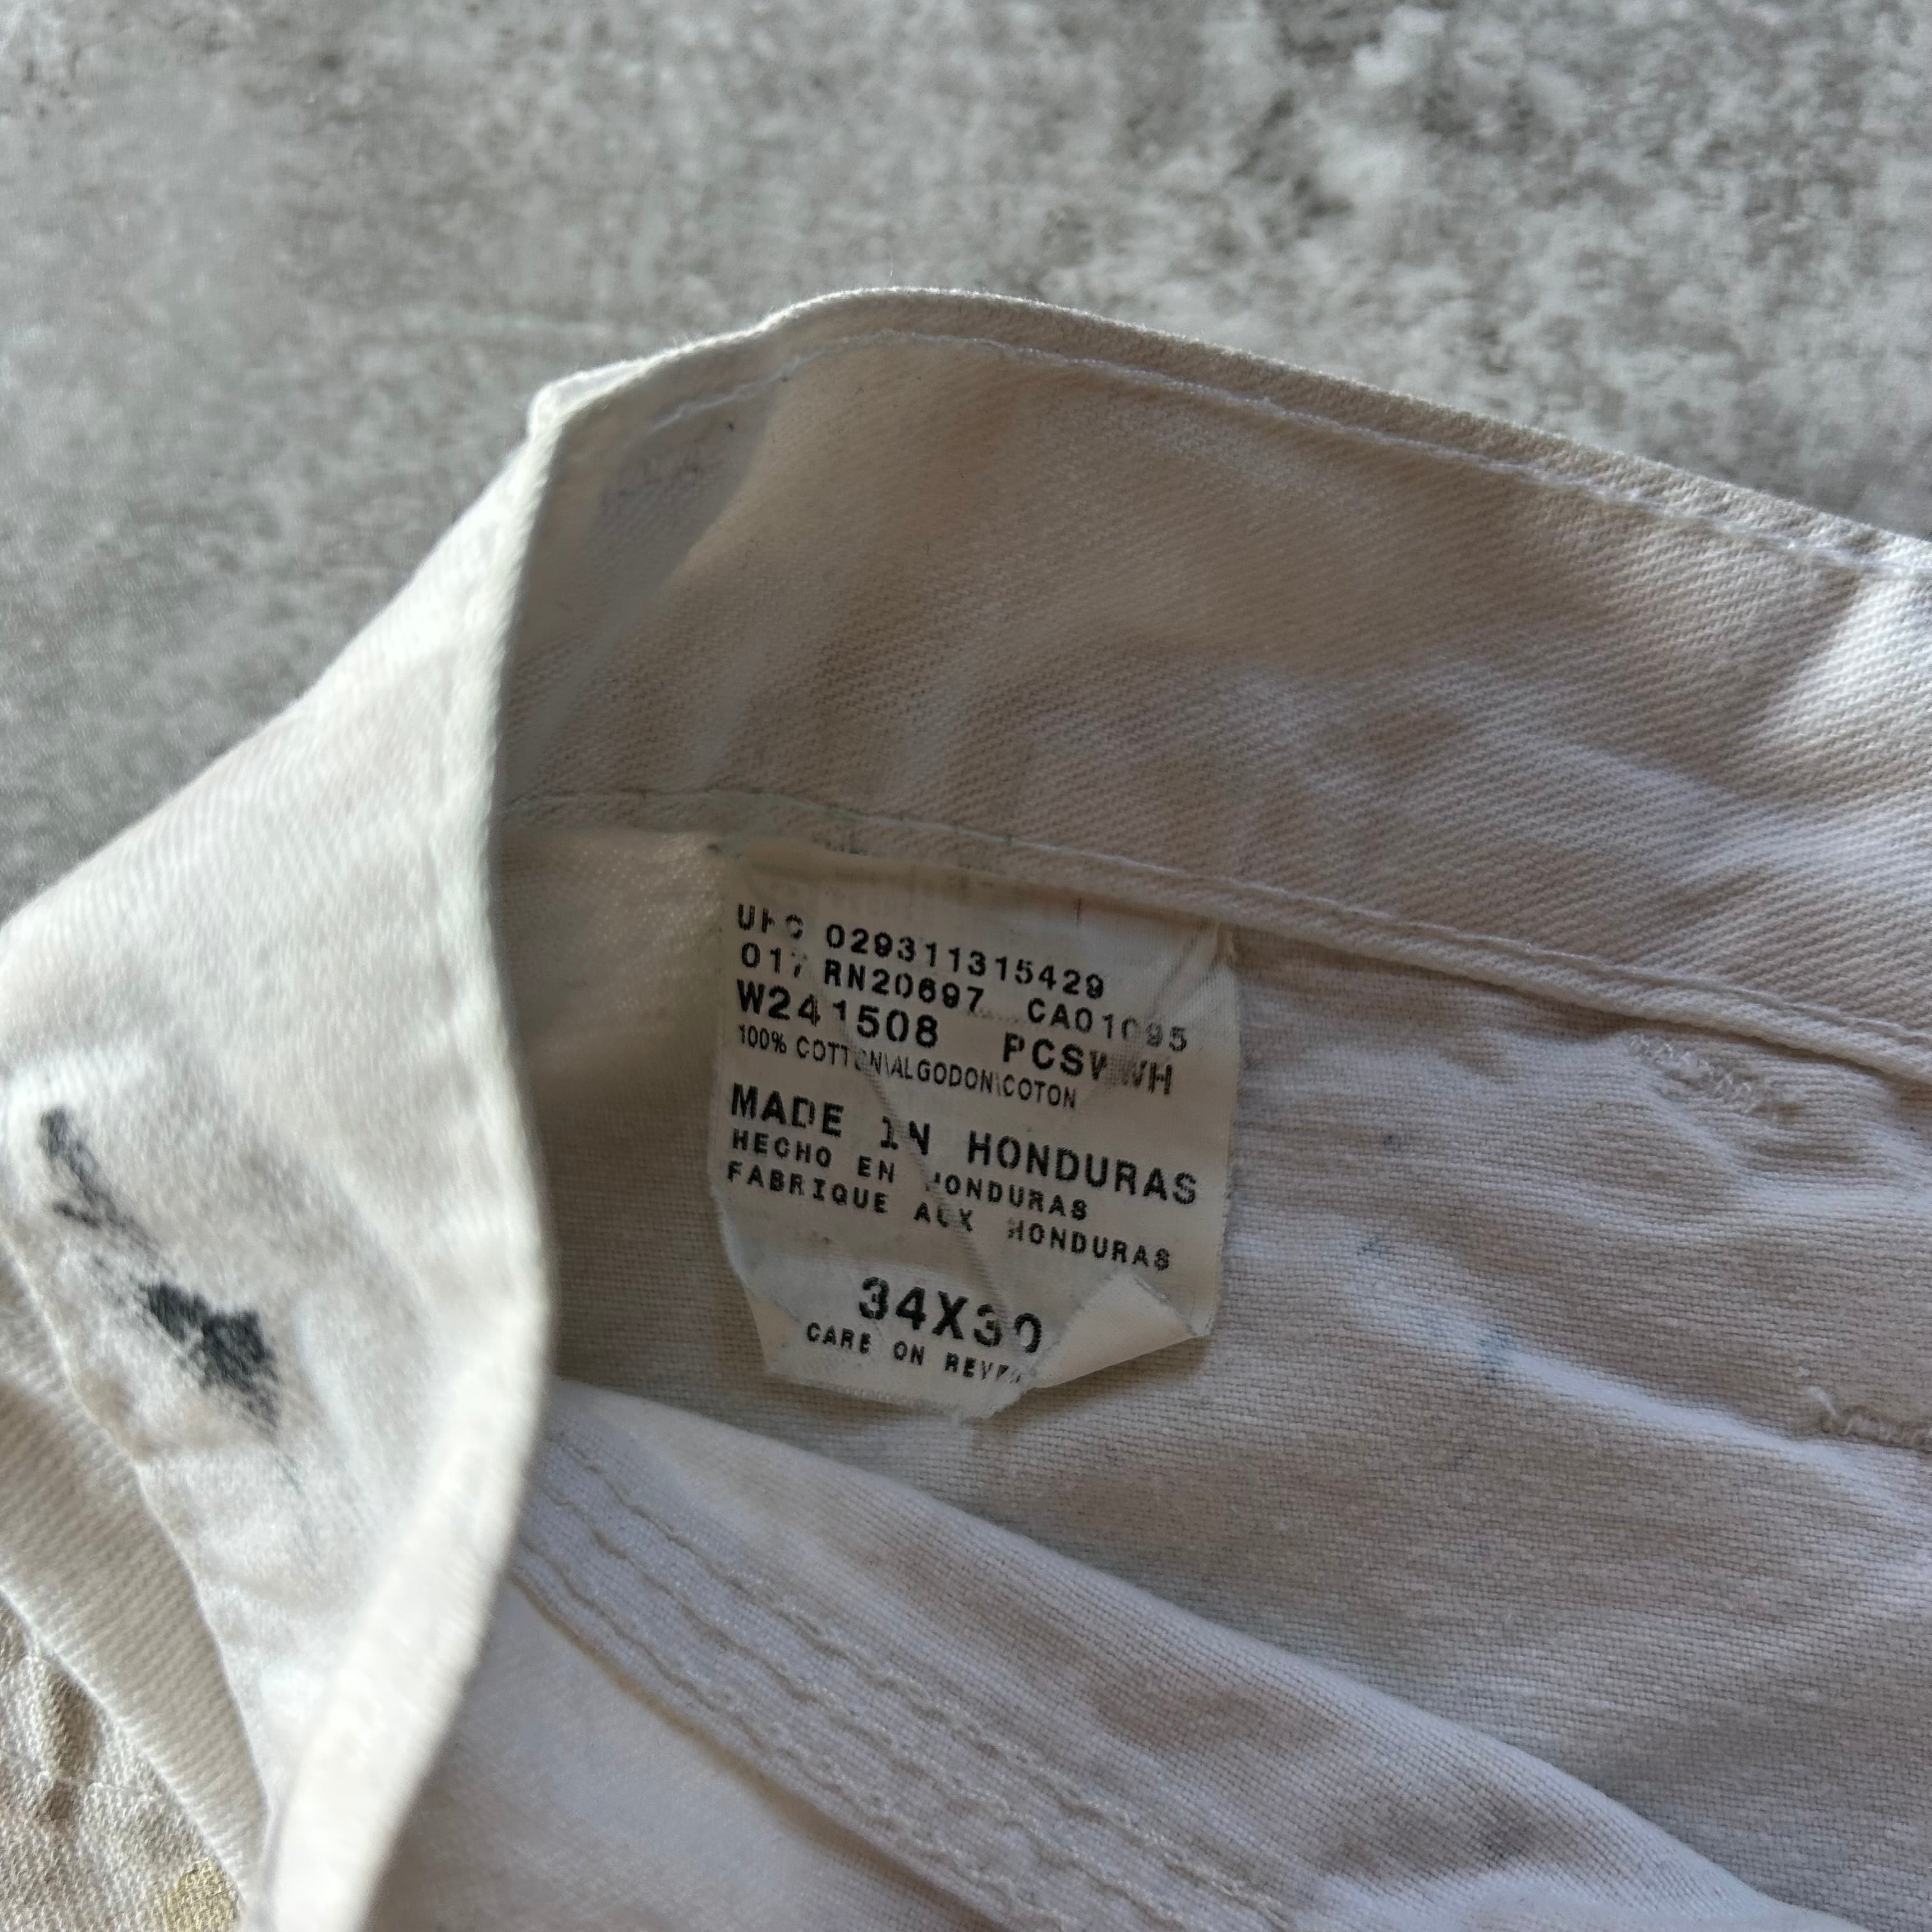 UPC 029311315429
017 RN20697 CA01095
W241508 PCSWWH
100% COTTON\ALGODON\COTON
MADE IN HONDURAS
HECHO EN HONDURAS
FABRIQUE AUX HONDURAS
34X30
CARE ON